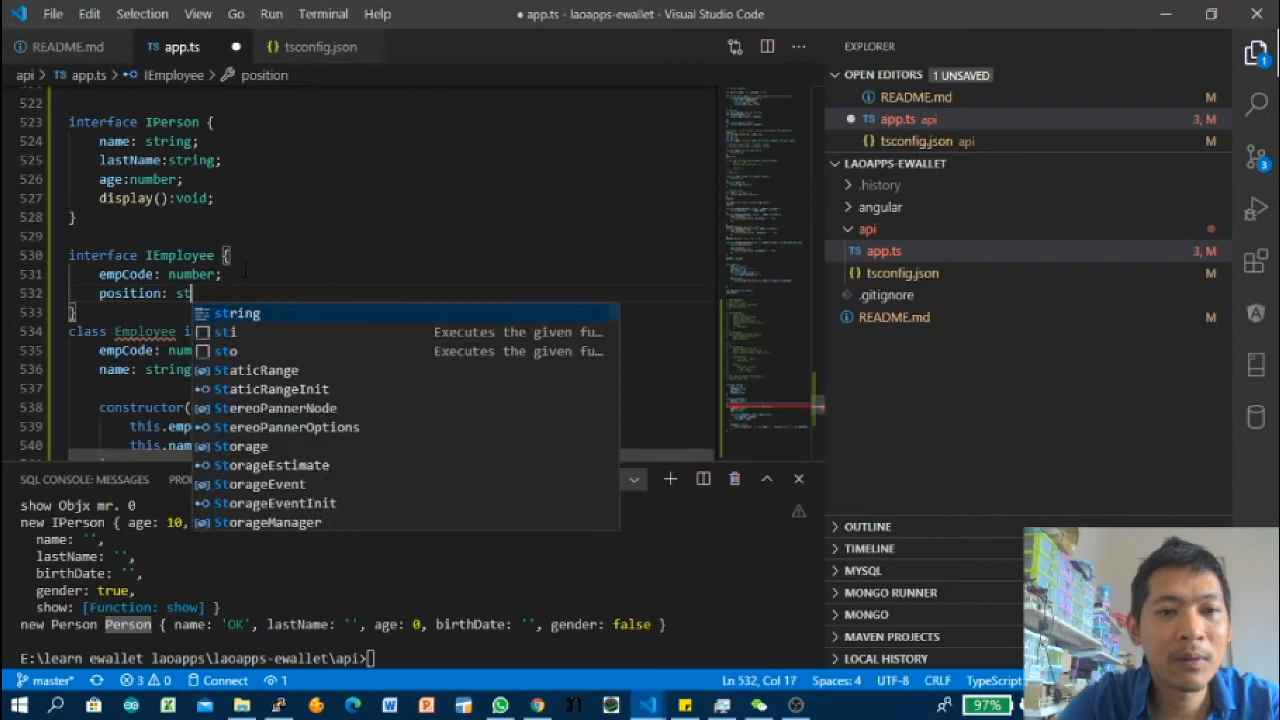 File Edit Selection View Go Run Terminal Help
● app.ts - laoapps-ewallet - Visual Studio Code
README.md
TS app.ts ●
{} tsconfig.json
EXPLORER
api > TS app.ts > IEmployee > position
OPEN EDITORS 1 UNSAVED
README.md M
TS app.ts api 3, M
{} tsconfig.json api M
LAOAPPS-EWALLET
.history
angular
api
TS app.ts 3, M
{} tsconfig.json M
.gitignore
README.md M
522
523 interface IPerson {
524 name: string;
525 lastName:string;
526 age:number;
527 display():void;
528 }
529
530 interface IEmployee {
531 empCode: number;
532 position: st
533 }
534 class Employee i
535 empCode: num
536 name: string
537
538 constructor(
539 this.emp
540 this.nam
string
sti Executes the given fu…
sto Executes the given fu…
StaticRange
StaticRangeInit
StereoPannerNode
StereoPannerOptions
Storage
StorageEstimate
StorageEvent
StorageEventInit
StorageManager
SQL CONSOLE: MESSAGES
show Objx mr. 0
new IPerson { age: 10,
name: '',
lastName: '',
birthDate: '',
gender: true,
show: [Function: show] }
new Person Person { name: 'OK', lastName: '', age: 0, birthDate: '', gender: false }
E:\learn ewallet laoapps\laoapps-ewallet\api>
OUTLINE
TIMELINE
MYSQL
MONGO RUNNER
MONGO
MAVEN PROJECTS
LOCAL HISTORY
1
3
master* 3 0 Connect 1
Ln 532, Col 17 Spaces: 4 UTF-8 CRLF TypeScript
97%